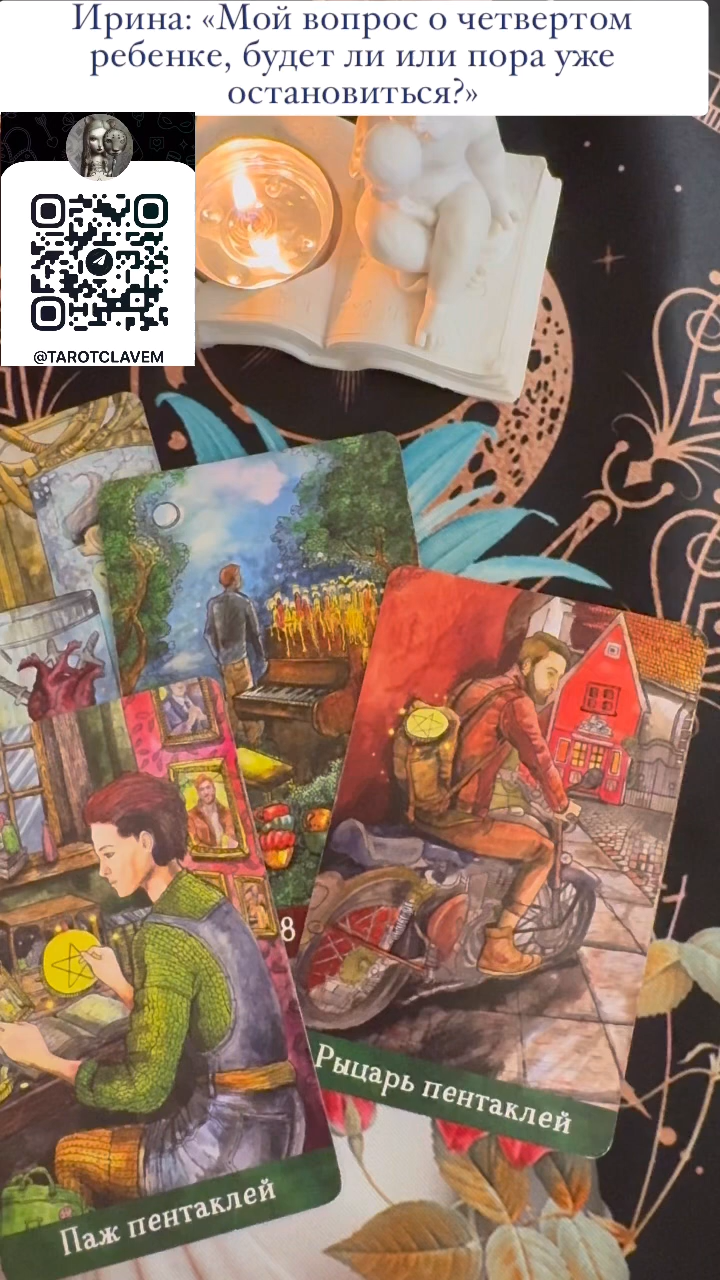 Ирина: «Мой вопрос о четвертом
ребенке, будет ли или пора уже
остановиться?»
@TAROTCLAVEM
8
Рыцарь пентаклей
Паж пентаклей